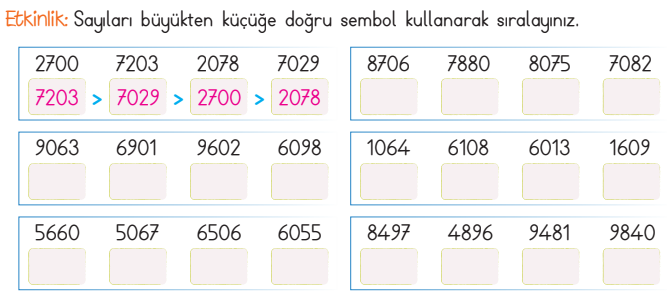 Etkinlik: Sayıları büyükten küçüğe doğru sembol kullanarak sıralayınız.
2700 7203 2078 7029
7203 > 7029 > 2700 > 2078
8706 7880 8075 7082
9063 6901 9602 6098
1064 6108 6013 1609
5660 5067 6506 6055
8497 4896 9481 9840